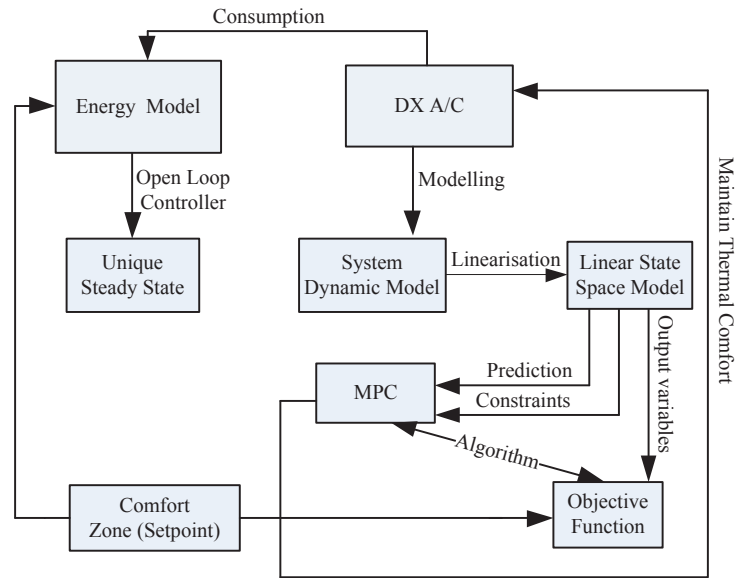 Consumption
Energy Model
DX A/C
Open Loop
Controller
Modelling
Maintain Thermal Comfort
Unique
Steady State
System
Dynamic Model
Linearisation
Linear State
Space Model
Prediction
Constraints
Output variables
MPC
Algorithm
Comfort
Zone (Setpoint)
Objective
Function